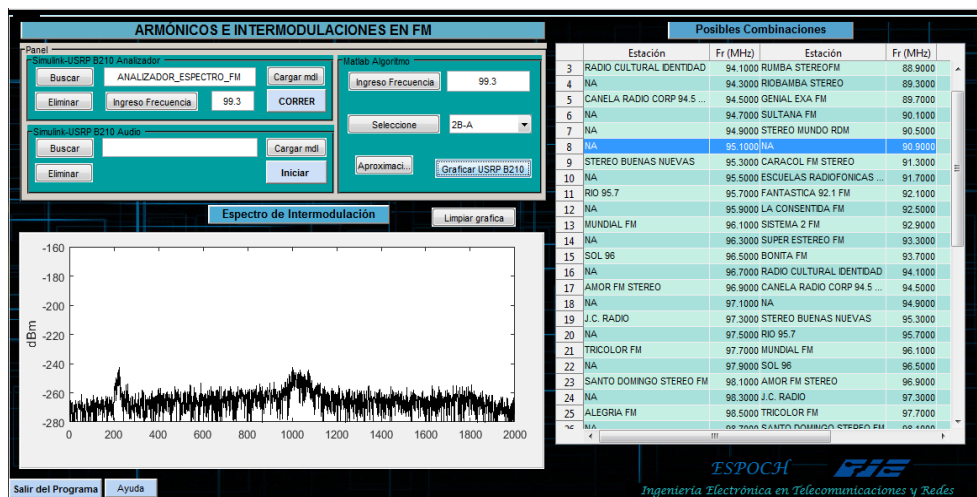 ARMÓNICOS E INTERMODULACIONES EN FM
Posibles Combinaciones
Panel
Simulink-USRP B210 Analizador
Buscar ANALIZADOR_ESPECTRO_FM Cargar mdl
Eliminar Ingreso Frecuencia 99.3 CORRER
Simulink-USRP B210 Audio
Buscar Cargar mdl
Eliminar Iniciar
Matlab Algoritmo
Ingreso Frecuencia 99.3
Seleccione 2B-A
Aproximaci... Graficar USRP B210
Espectro de Intermodulación Limpiar grafica
dBm
-160
-180
-200
-220
-240
-260
-280
0 200 400 600 800 1000 1200 1400 1600 1800 2000
Estación Fr (MHz) Estación Fr (MHz)
3 RADIO CULTURAL IDENTIDAD 94.1000 RUMBA STEREOFM 88.9000
4 NA 94.3000 RIOBAMBA STEREO 89.3000
5 CANELA RADIO CORP 94.5 ... 94.5000 GENIAL EXA FM 89.7000
6 NA 94.7000 SULTANA FM 90.1000
7 NA 94.9000 STEREO MUNDO RDM 90.5000
8 NA 95.1000 NA 90.9000
9 STEREO BUENAS NUEVAS 95.3000 CARACOL FM STEREO 91.3000
10 NA 95.5000 ESCUELAS RADIOFONICAS ... 91.7000
11 RIO 95.7 95.7000 FANTASTICA 92.1 FM 92.1000
12 NA 95.9000 LA CONSENTIDA FM 92.5000
13 MUNDIAL FM 96.1000 SISTEMA 2 FM 92.9000
14 NA 96.3000 SUPER ESTEREO FM 93.3000
15 SOL 96 96.5000 BONITA FM 93.7000
16 NA 96.7000 RADIO CULTURAL IDENTIDAD 94.1000
17 AMOR FM STEREO 96.9000 CANELA RADIO CORP 94.5 ... 94.5000
18 NA 97.1000 NA 94.9000
19 J.C. RADIO 97.3000 STEREO BUENAS NUEVAS 95.3000
20 NA 97.5000 RIO 95.7 95.7000
21 TRICOLOR FM 97.7000 MUNDIAL FM 96.1000
22 NA 97.9000 SOL 96 96.5000
23 SANTO DOMINGO STEREO FM 98.1000 AMOR FM STEREO 96.9000
24 NA 98.3000 J.C. RADIO 97.3000
25 ALEGRIA FM 98.5000 TRICOLOR FM 97.7000
26 NA 98.7000 SANTO DOMINGO STEREO FM 98.1000
ESPOCH FIE
Ingeniería Electrónica en Telecomunicaciones y Redes
Salir del Programa Ayuda